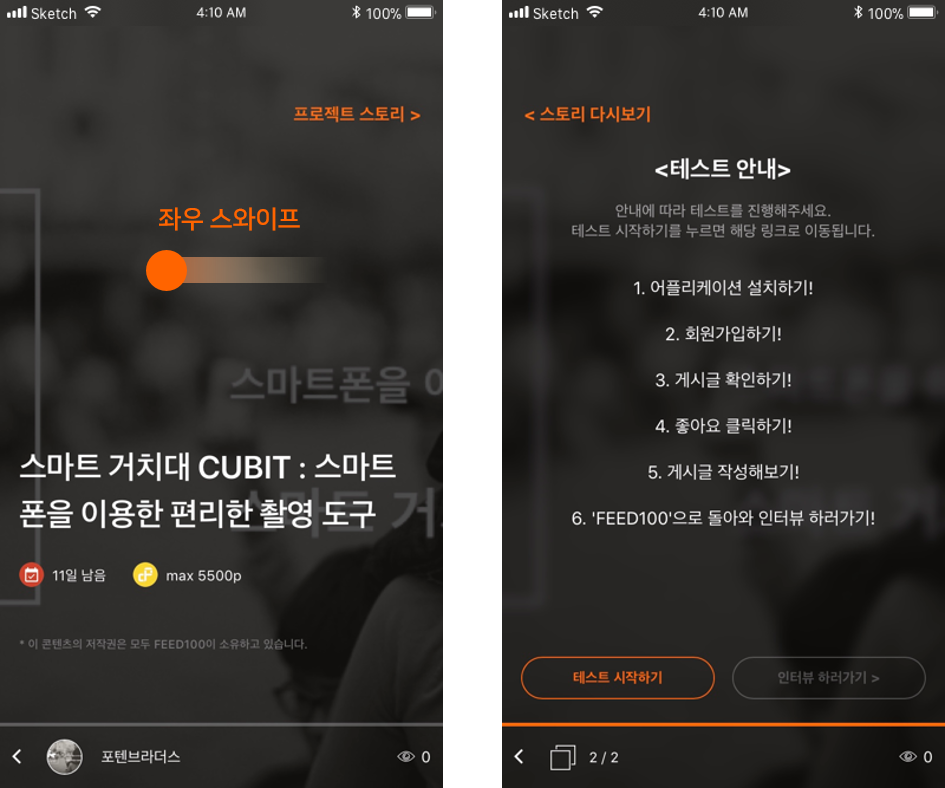 Sketch 4:10 AM 100%
프로젝트 스토리 >
좌우 스와이프
스마트폰을 이
스마트 거치대 CUBIT : 스마트
폰을 이용한 편리한 촬영 도구
스마트 거
11일 남음 max 5500p
* 이 콘텐츠의 저작권은 모두 FEED100이 소유하고 있습니다.
포텐브라더스 0
Sketch 4:10 AM 100%
< 스토리 다시보기
<테스트 안내>
안내에 따라 테스트를 진행해주세요.
테스트 시작하기를 누르면 해당 링크로 이동됩니다.
1. 어플리케이션 설치하기!
2. 회원가입하기!
3. 게시글 확인하기!
4. 좋아요 클릭하기!
5. 게시글 작성해보기!
6. 'FEED100'으로 돌아와 인터뷰 하러가기!
테스트 시작하기 인터뷰 하러가기 >
2 / 2 0